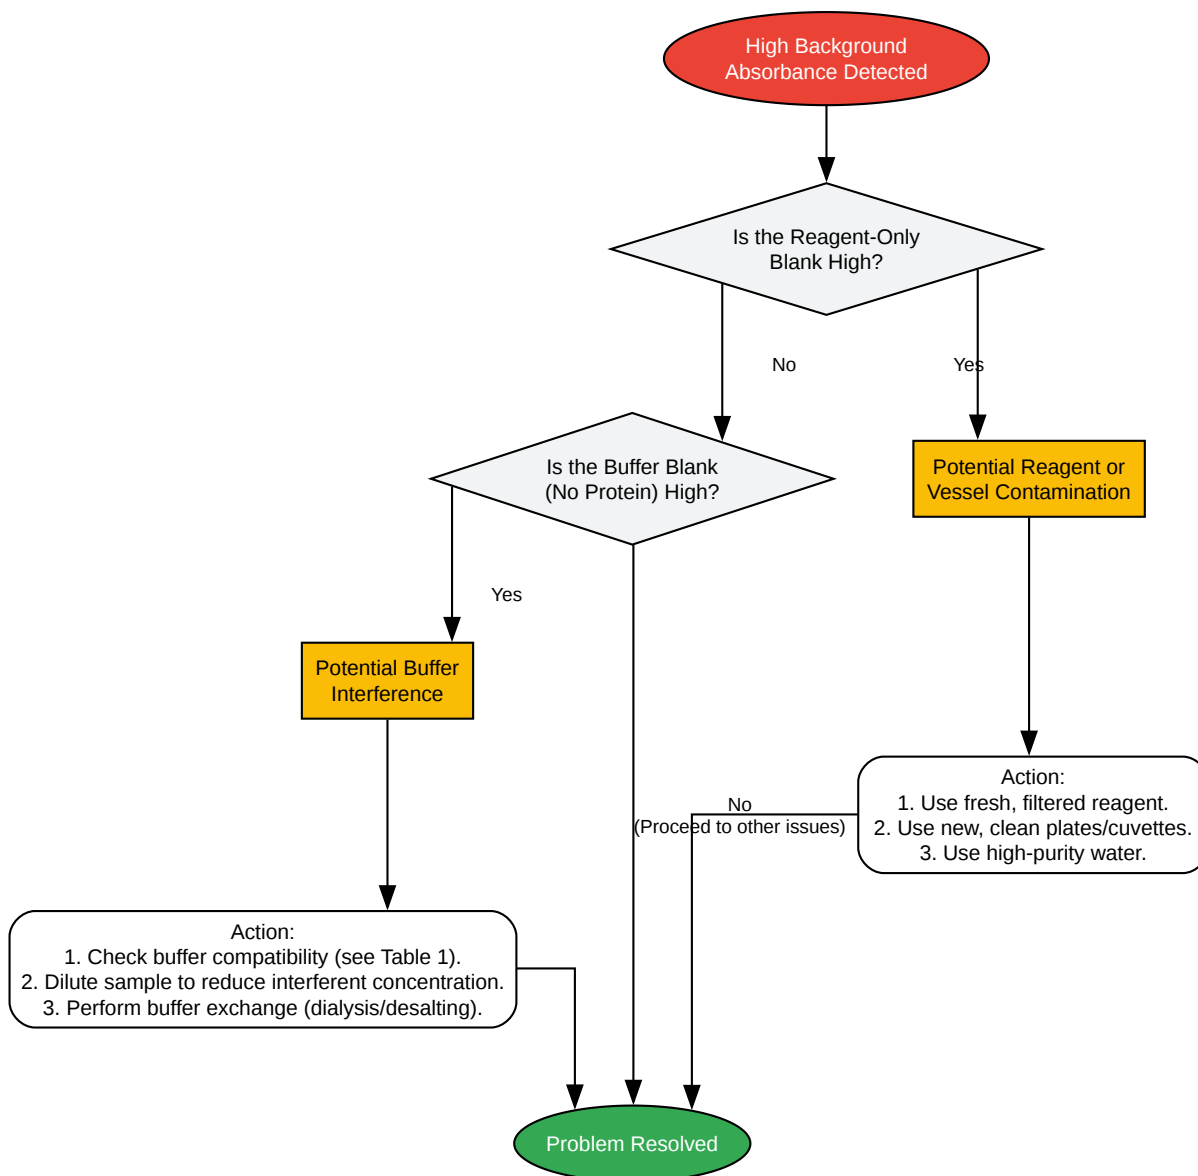 High Background
Absorbance Detected
Is the Reagent-Only
Blank High?
No
Yes
Is the Buffer Blank
(No Protein) High?
Potential Reagent or
Vessel Contamination
Yes
Potential Buffer
Interference
Action:
1. Use fresh, filtered reagent.
2. Use new, clean plates/cuvettes.
3. Use high-purity water.
No
(Proceed to other issues)
Action:
1. Check buffer compatibility (see Table 1).
2. Dilute sample to reduce interferent concentration.
3. Perform buffer exchange (dialysis/desalting).
Problem Resolved